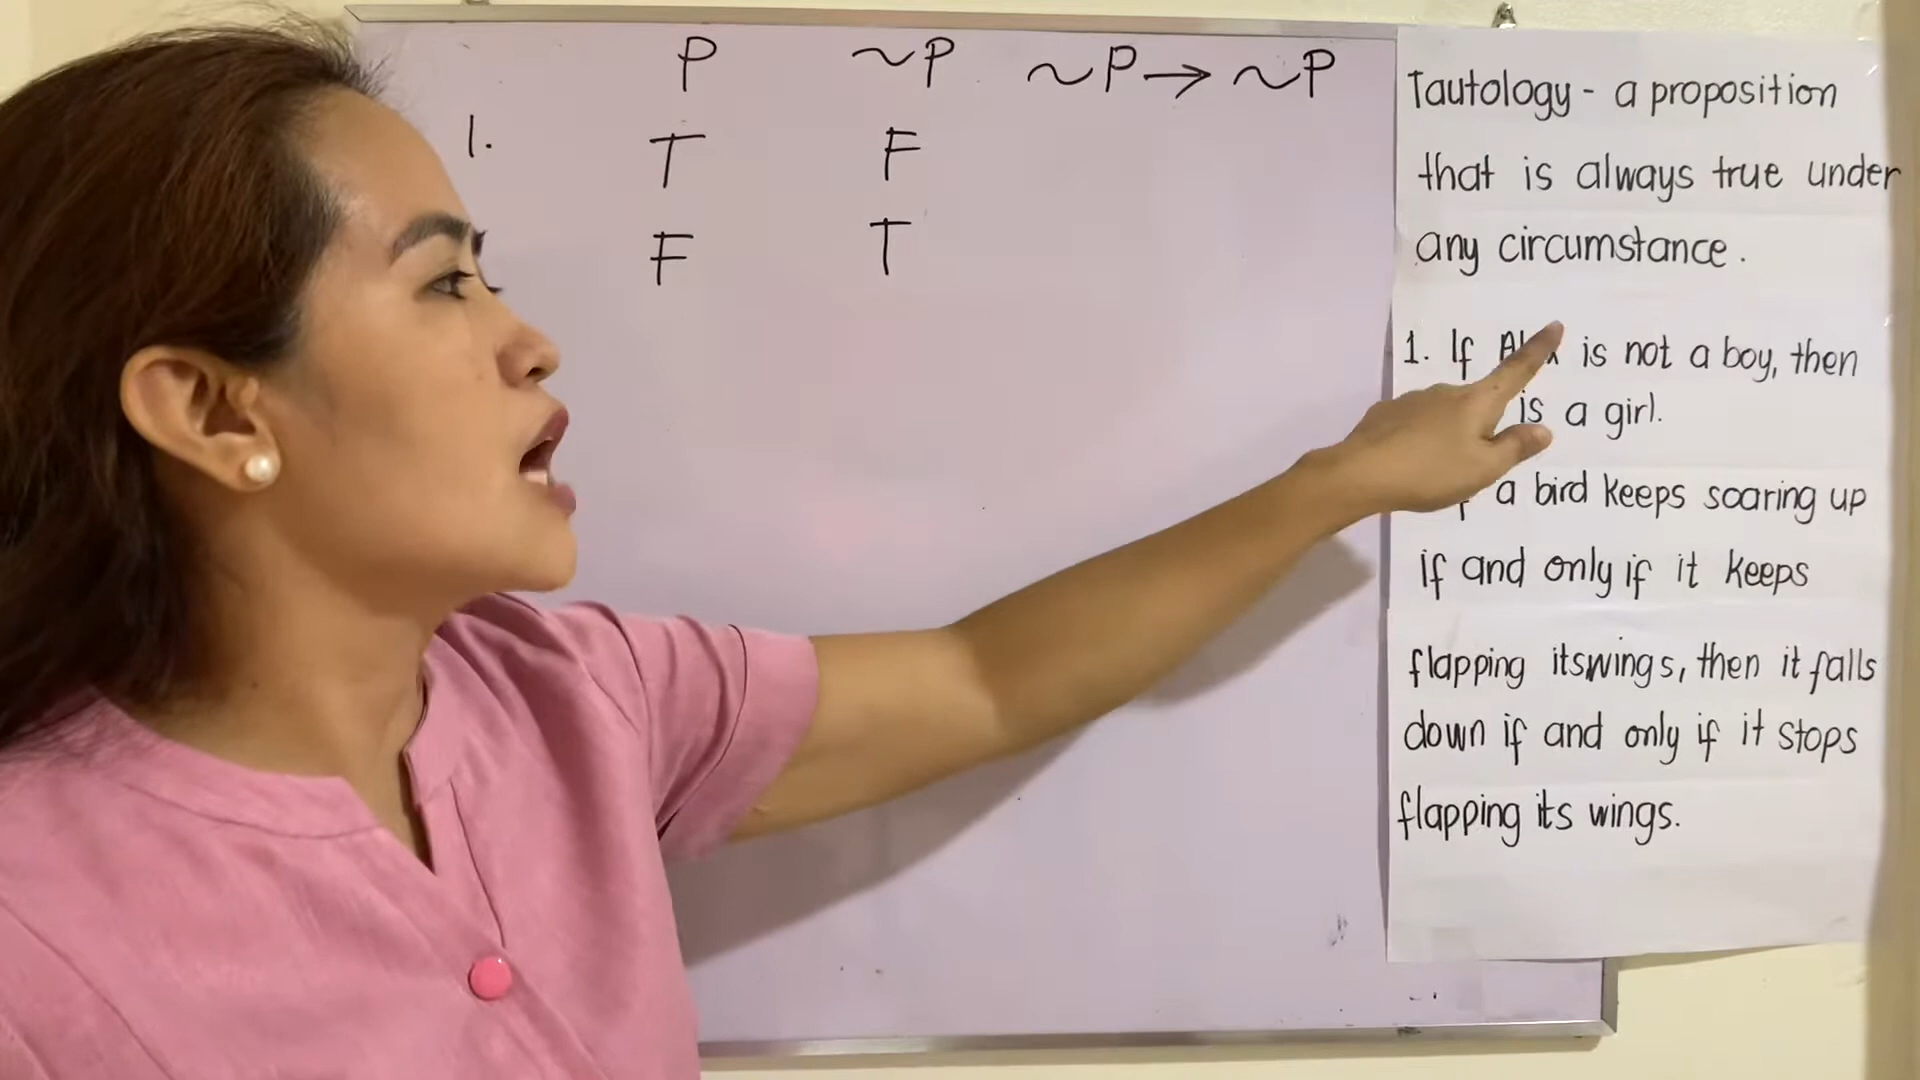 P ~P ~P → ~P
1. T F
F T
Tautology - a proposition
that is always true under
any circumstance.
1. If is not a boy, then
is a girl.
a bird keeps soaring up
if and only if it keeps
flapping itswings, then it falls
down if and only if it stops
flapping its wings.